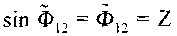 sin Φ̃₁₂ = Φ̃₁₂ = Z